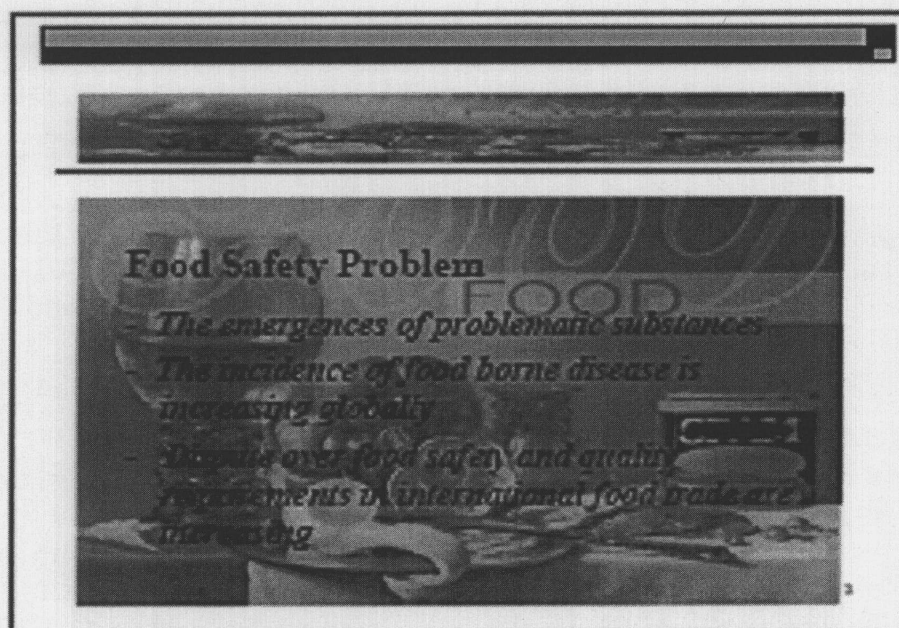 Food Safety Problem
FOOD
- The emergences of problematic substances
- The incidence of food borne disease is
increasing globally
- Dispute over food safety and quality
requirements in international food trade are
increasing